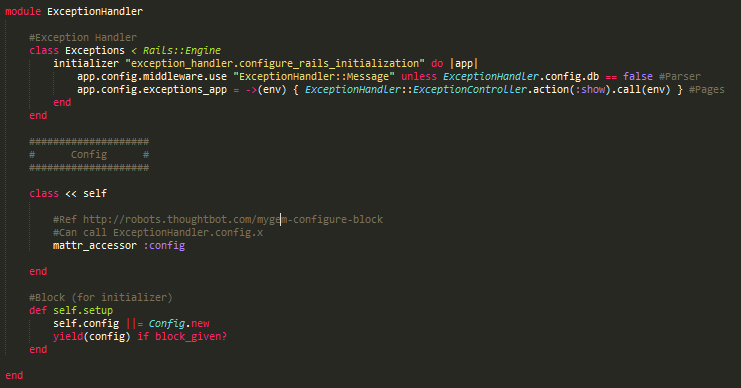 module ExceptionHandler
#Exception Handler
class Exceptions < Rails::Engine
initializer "exception_handler.configure_rails_initialization" do |app|
app.config.middleware.use "ExceptionHandler::Message" unless ExceptionHandler.config.db == false #Parser
app.config.exceptions_app = ->(env) { ExceptionHandler::ExceptionController.action(:show).call(env) } #Pages
end
end
####################
# Config #
####################
class << self
#Ref http://robots.thoughtbot.com/mygem-configure-block
#Can call ExceptionHandler.config.x
mattr_accessor :config
end
#Block (for initializer)
def self.setup
self.config ||= Config.new
yield(config) if block_given?
end
end